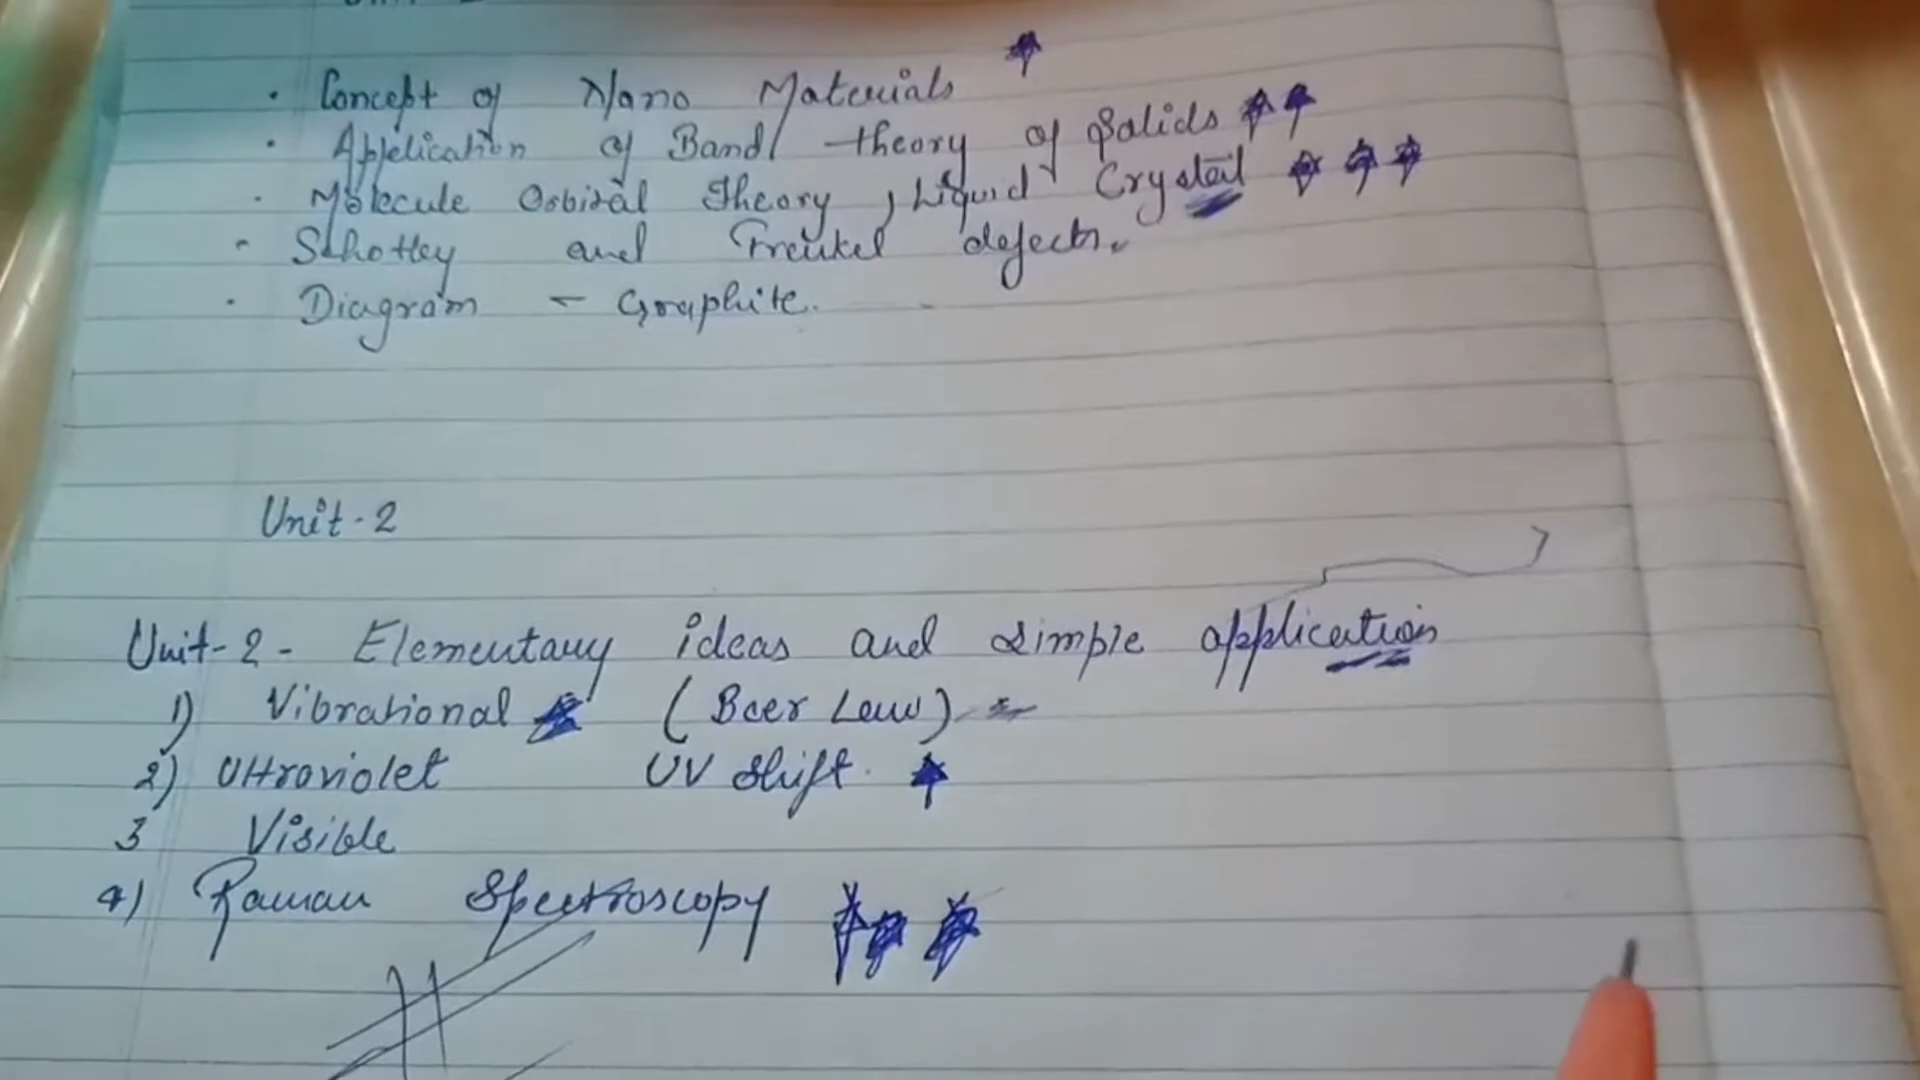 · Concept of Nano Materials
· Application of Band theory of Solids
· Molecule Orbital Theory, Liquid Crystal
· Schottey and Frenkel defects.
· Diagram - Graphite.
Unit-2
Unit-2- Elementary ideas and simple application
1) Vibrational (Beer Law)
2) Ultroviolet UV shift.
3 Visible
4) Raman Spectroscopy